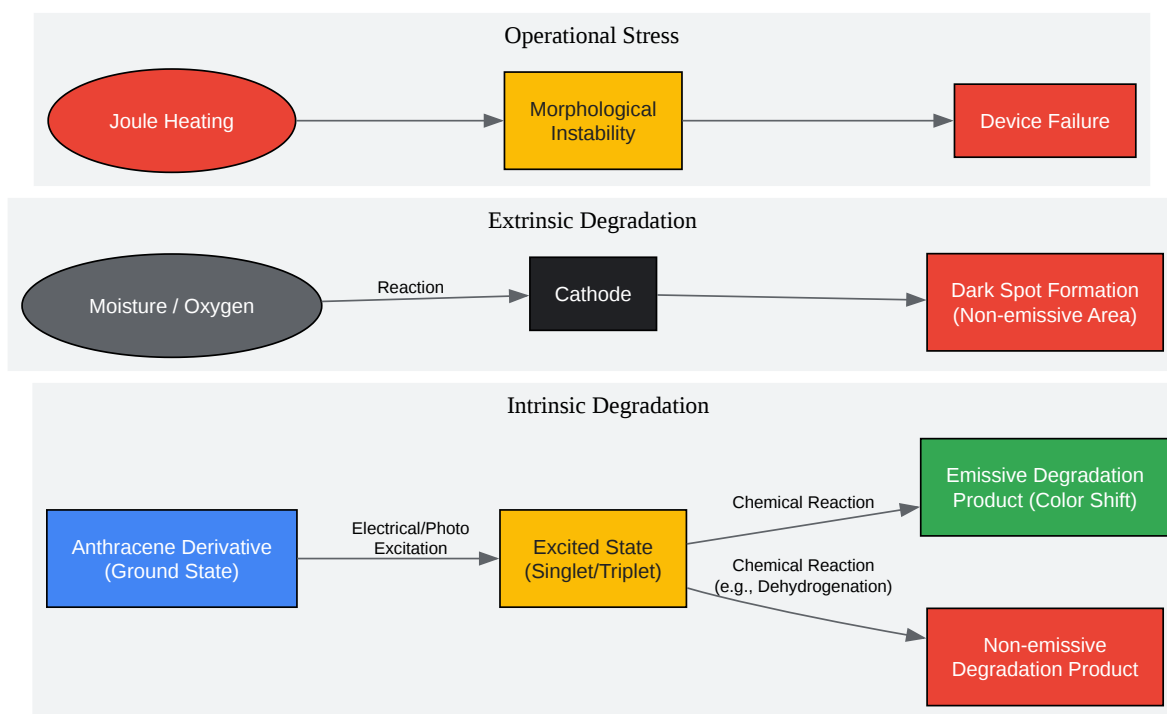 Operational Stress
Joule Heating
Morphological
Instability
Device Failure
Extrinsic Degradation
Moisture / Oxygen
Reaction
Cathode
Dark Spot Formation
(Non-emissive Area)
Intrinsic Degradation
Anthracene Derivative
(Ground State)
Electrical/Photo
Excitation
Excited State
(Singlet/Triplet)
Chemical Reaction
Emissive Degradation
Product (Color Shift)
Chemical Reaction
(e.g., Dehydrogenation)
Non-emissive
Degradation Product